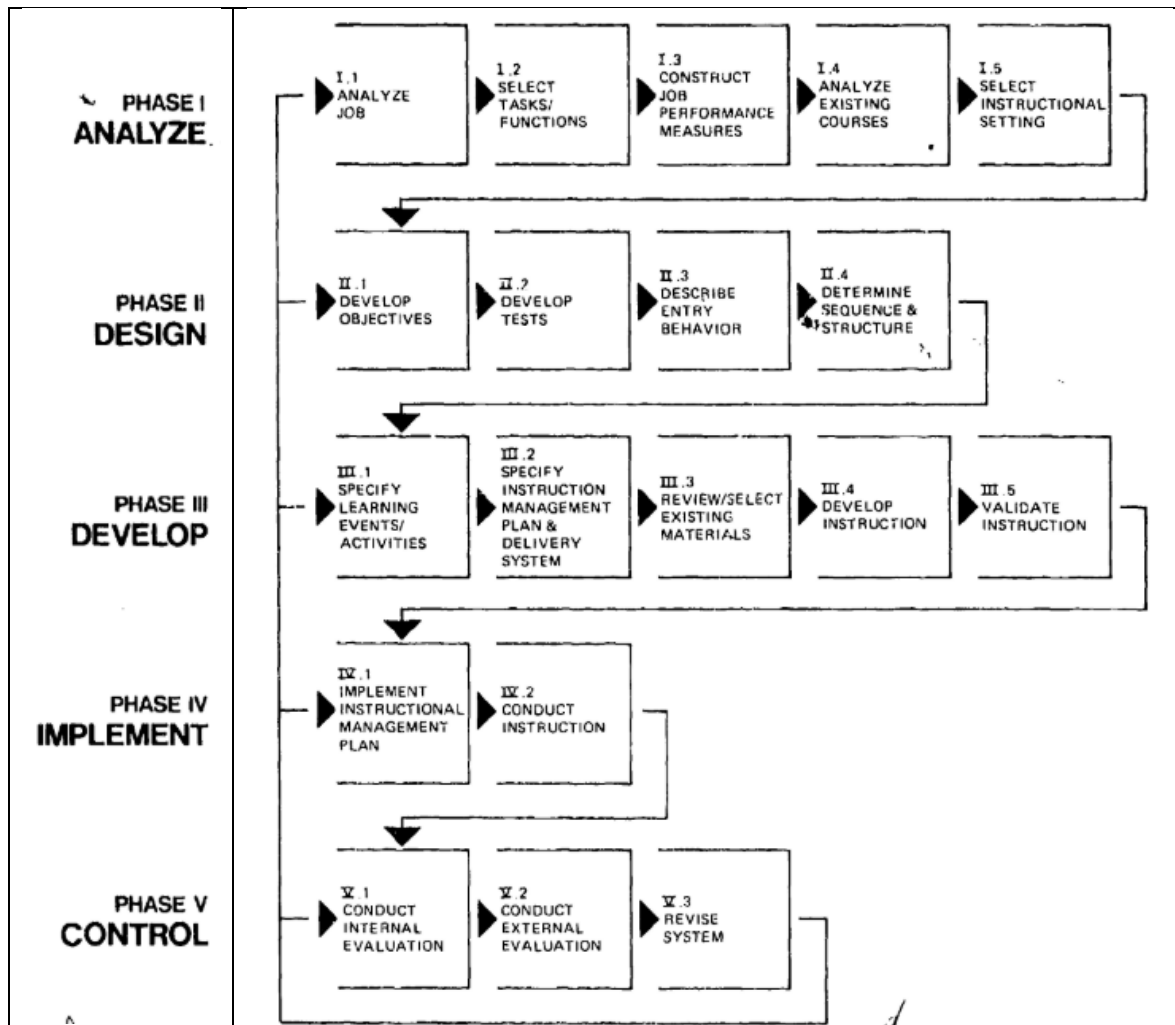 PHASE I
ANALYZE
I.1
ANALYZE
JOB
I.2
SELECT
TASKS/
FUNCTIONS
I.3
CONSTRUCT
JOB
PERFORMANCE
MEASURES
I.4
ANALYZE
EXISTING
COURSES
I.5
SELECT
INSTRUCTIONAL
SETTING
PHASE II
DESIGN
II.1
DEVELOP
OBJECTIVES
II.2
DEVELOP
TESTS
II.3
DESCRIBE
ENTRY
BEHAVIOR
II.4
DETERMINE
SEQUENCE &
STRUCTURE
PHASE III
DEVELOP
III.1
SPECIFY
LEARNING
EVENTS/
ACTIVITIES
III.2
SPECIFY
INSTRUCTION
MANAGEMENT
PLAN &
DELIVERY
SYSTEM
III.3
REVIEW/SELECT
EXISTING
MATERIALS
III.4
DEVELOP
INSTRUCTION
III.5
VALIDATE
INSTRUCTION
PHASE IV
IMPLEMENT
IV.1
IMPLEMENT
INSTRUCTIONAL
MANAGEMENT
PLAN
IV.2
CONDUCT
INSTRUCTION
PHASE V
CONTROL
V.1
CONDUCT
INTERNAL
EVALUATION
V.2
CONDUCT
EXTERNAL
EVALUATION
V.3
REVISE
SYSTEM